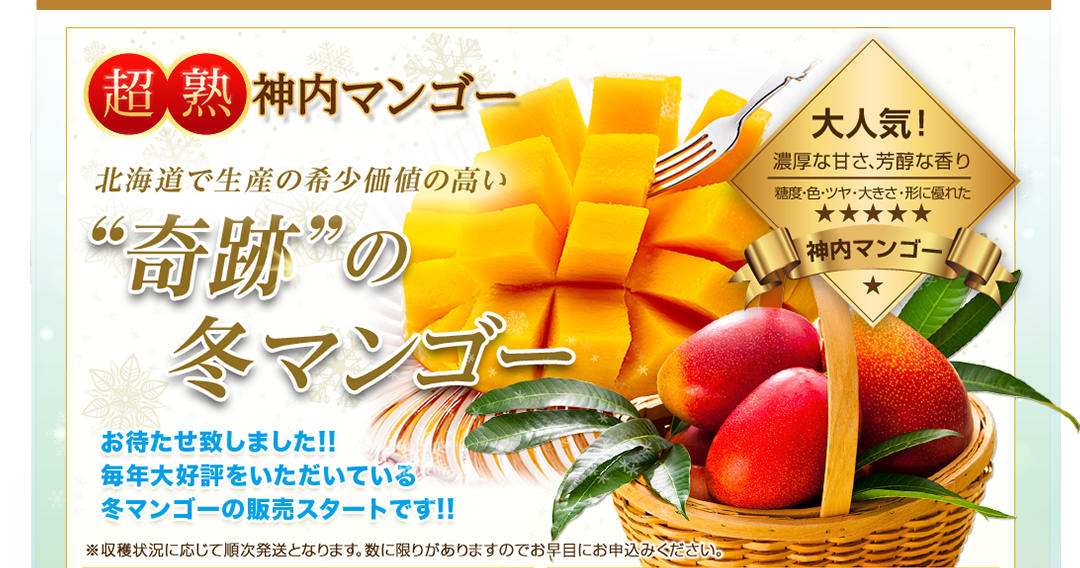 超熟神内マンゴー
北海道で生産の希少価値の高い
“奇跡”の
冬マンゴー
お待たせ致しました!!
毎年大好評をいただいている
冬マンゴーの販売スタートです!!
※収穫状況に応じて順次発送となります。数に限りがありますのでお早目にお申込みください。
大人気!
濃厚な甘さ、芳醇な香り
糖度・色・ツヤ・大きさ・形に優れた
★★★★★
神内マンゴー
★